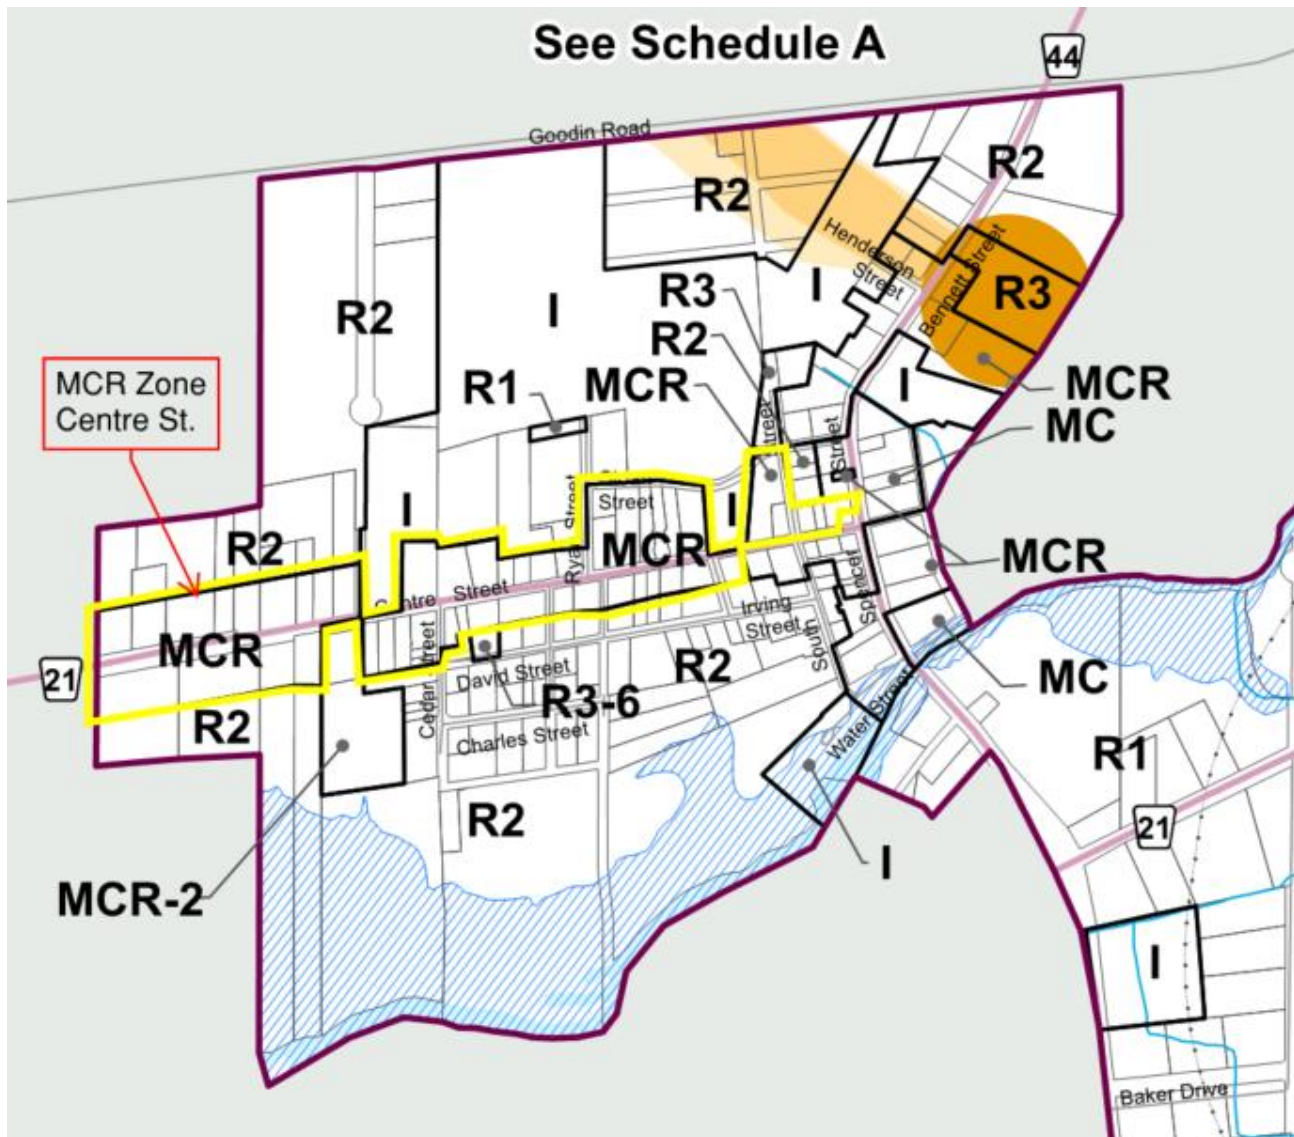 See Schedule A
44
Goodin Road
R2
R2
Henderson
Street
Bennett Street
R3
I
R3
R2
I
R2
MCR Zone
Centre St.
R1
MCR
I
MCR
MC
Street
Street
I
Street
Street
I
R2
MCR
MCR
Centre Street
Spencer
Irving
Street
South
MCR
21
Cedar Street
David Street
R2
MC
R3-6
R2
Charles Street
Water Street
R1
21
R2
I
MCR-2
I
Baker Drive